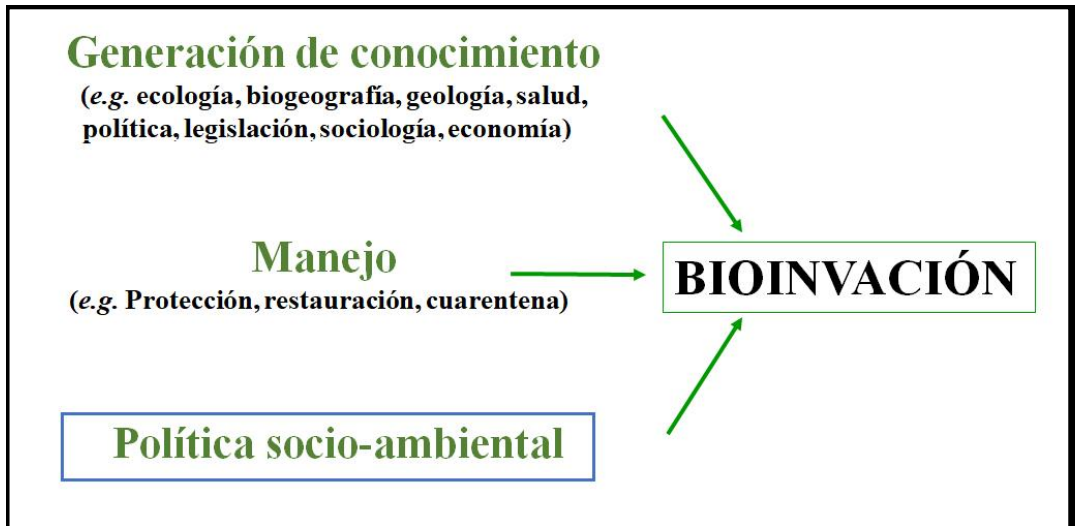 Generación de conocimiento
(e.g. ecología, biogeografía, geología, salud,
política, legislación, sociología, economía)
Manejo
(e.g. Protección, restauración, cuarentena)
BIOINVACIÓN
Política socio-ambiental